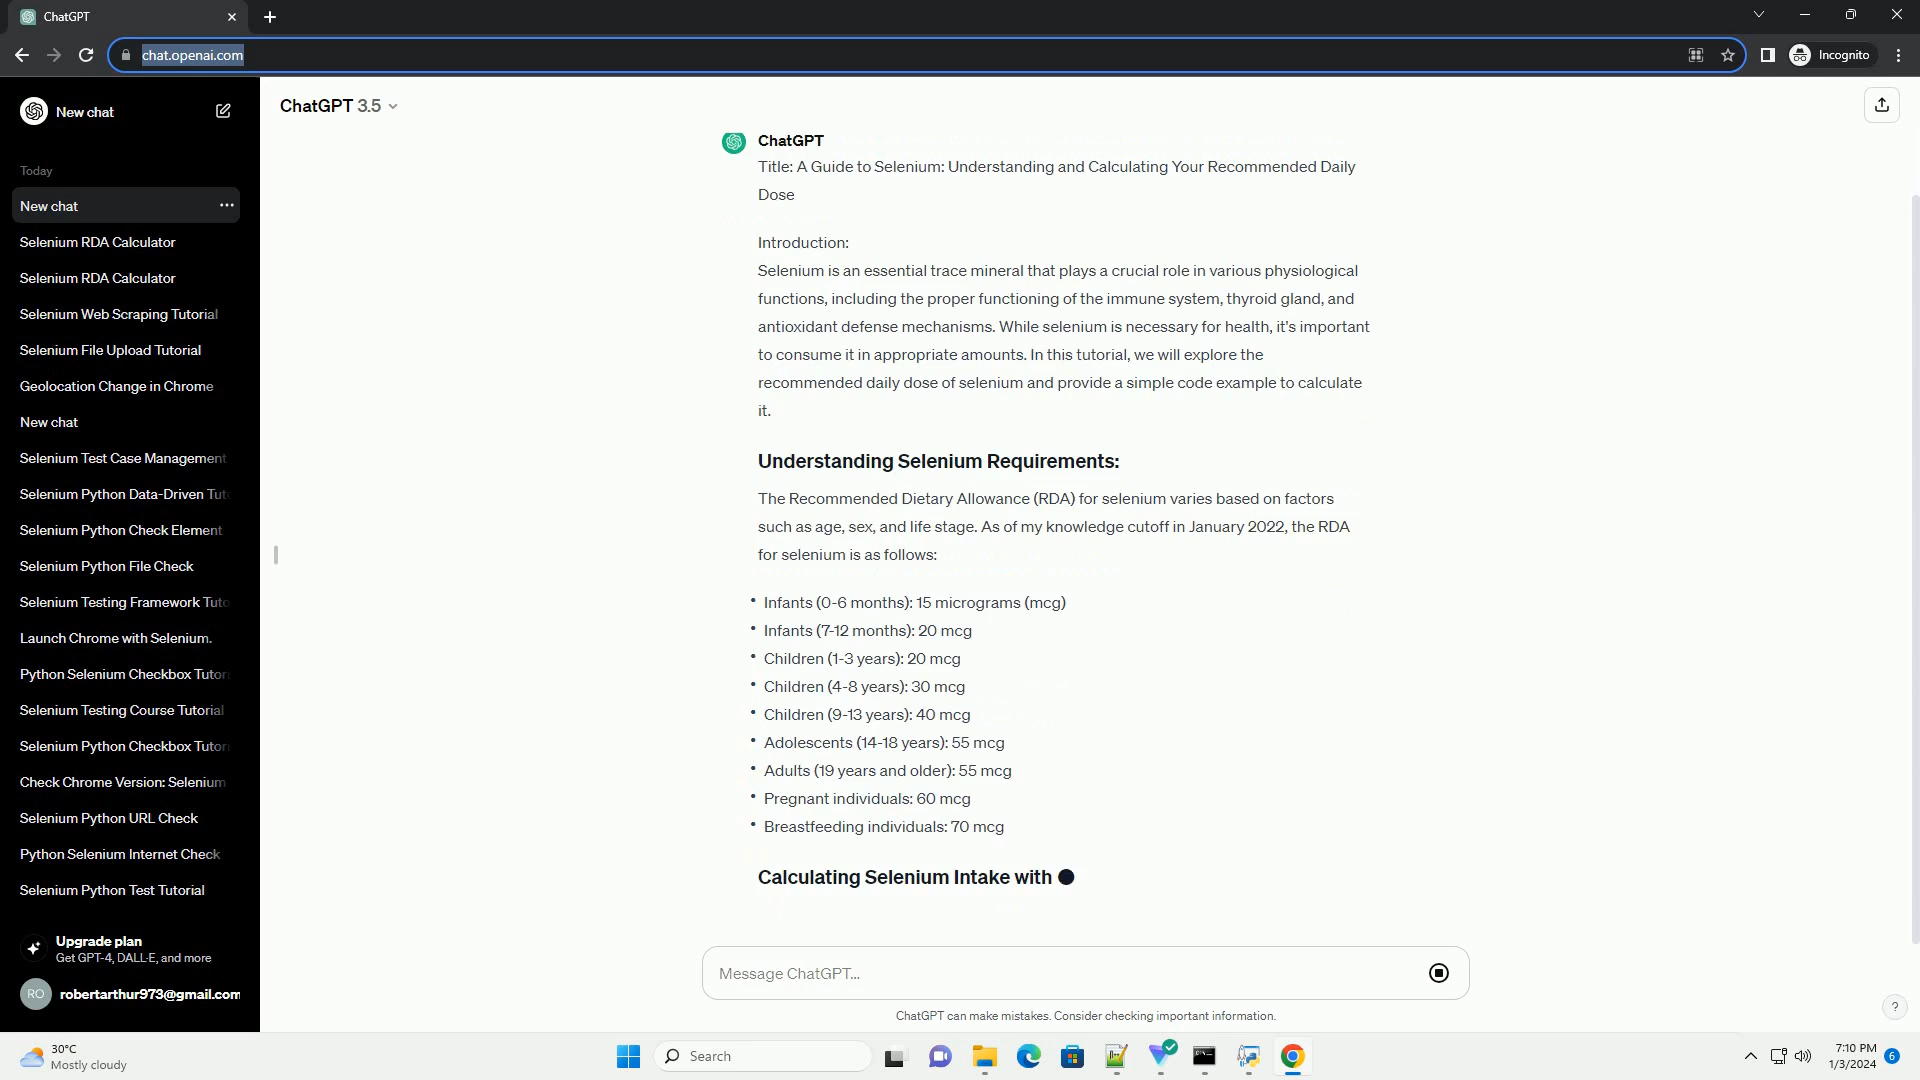 ChatGPT
chat.openai.com
Incognito
New chat
Today
New chat
Selenium RDA Calculator
Selenium RDA Calculator
Selenium Web Scraping Tutorial
Selenium File Upload Tutorial
Geolocation Change in Chrome
New chat
Selenium Test Case Management
Selenium Python Data-Driven Tut
Selenium Python Check Element
Selenium Python File Check
Selenium Testing Framework Tuto
Launch Chrome with Selenium.
Python Selenium Checkbox Tutor
Selenium Testing Course Tutorial
Selenium Python Checkbox Tutor
Check Chrome Version: Selenium
Selenium Python URL Check
Python Selenium Internet Check
Selenium Python Test Tutorial
Upgrade plan
Get GPT-4, DALL·E, and more
RO
robertarthur973@gmail.com
ChatGPT 3.5
ChatGPT
Title: A Guide to Selenium: Understanding and Calculating Your Recommended Daily
Dose
Introduction:
Selenium is an essential trace mineral that plays a crucial role in various physiological
functions, including the proper functioning of the immune system, thyroid gland, and
antioxidant defense mechanisms. While selenium is necessary for health, it's important
to consume it in appropriate amounts. In this tutorial, we will explore the
recommended daily dose of selenium and provide a simple code example to calculate
it.
Understanding Selenium Requirements:
The Recommended Dietary Allowance (RDA) for selenium varies based on factors
such as age, sex, and life stage. As of my knowledge cutoff in January 2022, the RDA
for selenium is as follows:
• Infants (0-6 months): 15 micrograms (mcg)
• Infants (7-12 months): 20 mcg
• Children (1-3 years): 20 mcg
• Children (4-8 years): 30 mcg
• Children (9-13 years): 40 mcg
• Adolescents (14-18 years): 55 mcg
• Adults (19 years and older): 55 mcg
• Pregnant individuals: 60 mcg
• Breastfeeding individuals: 70 mcg
Calculating Selenium Intake with
Message ChatGPT...
ChatGPT can make mistakes. Consider checking important information.
?
30°C
Mostly cloudy
Search
7:10 PM
1/3/2024
6